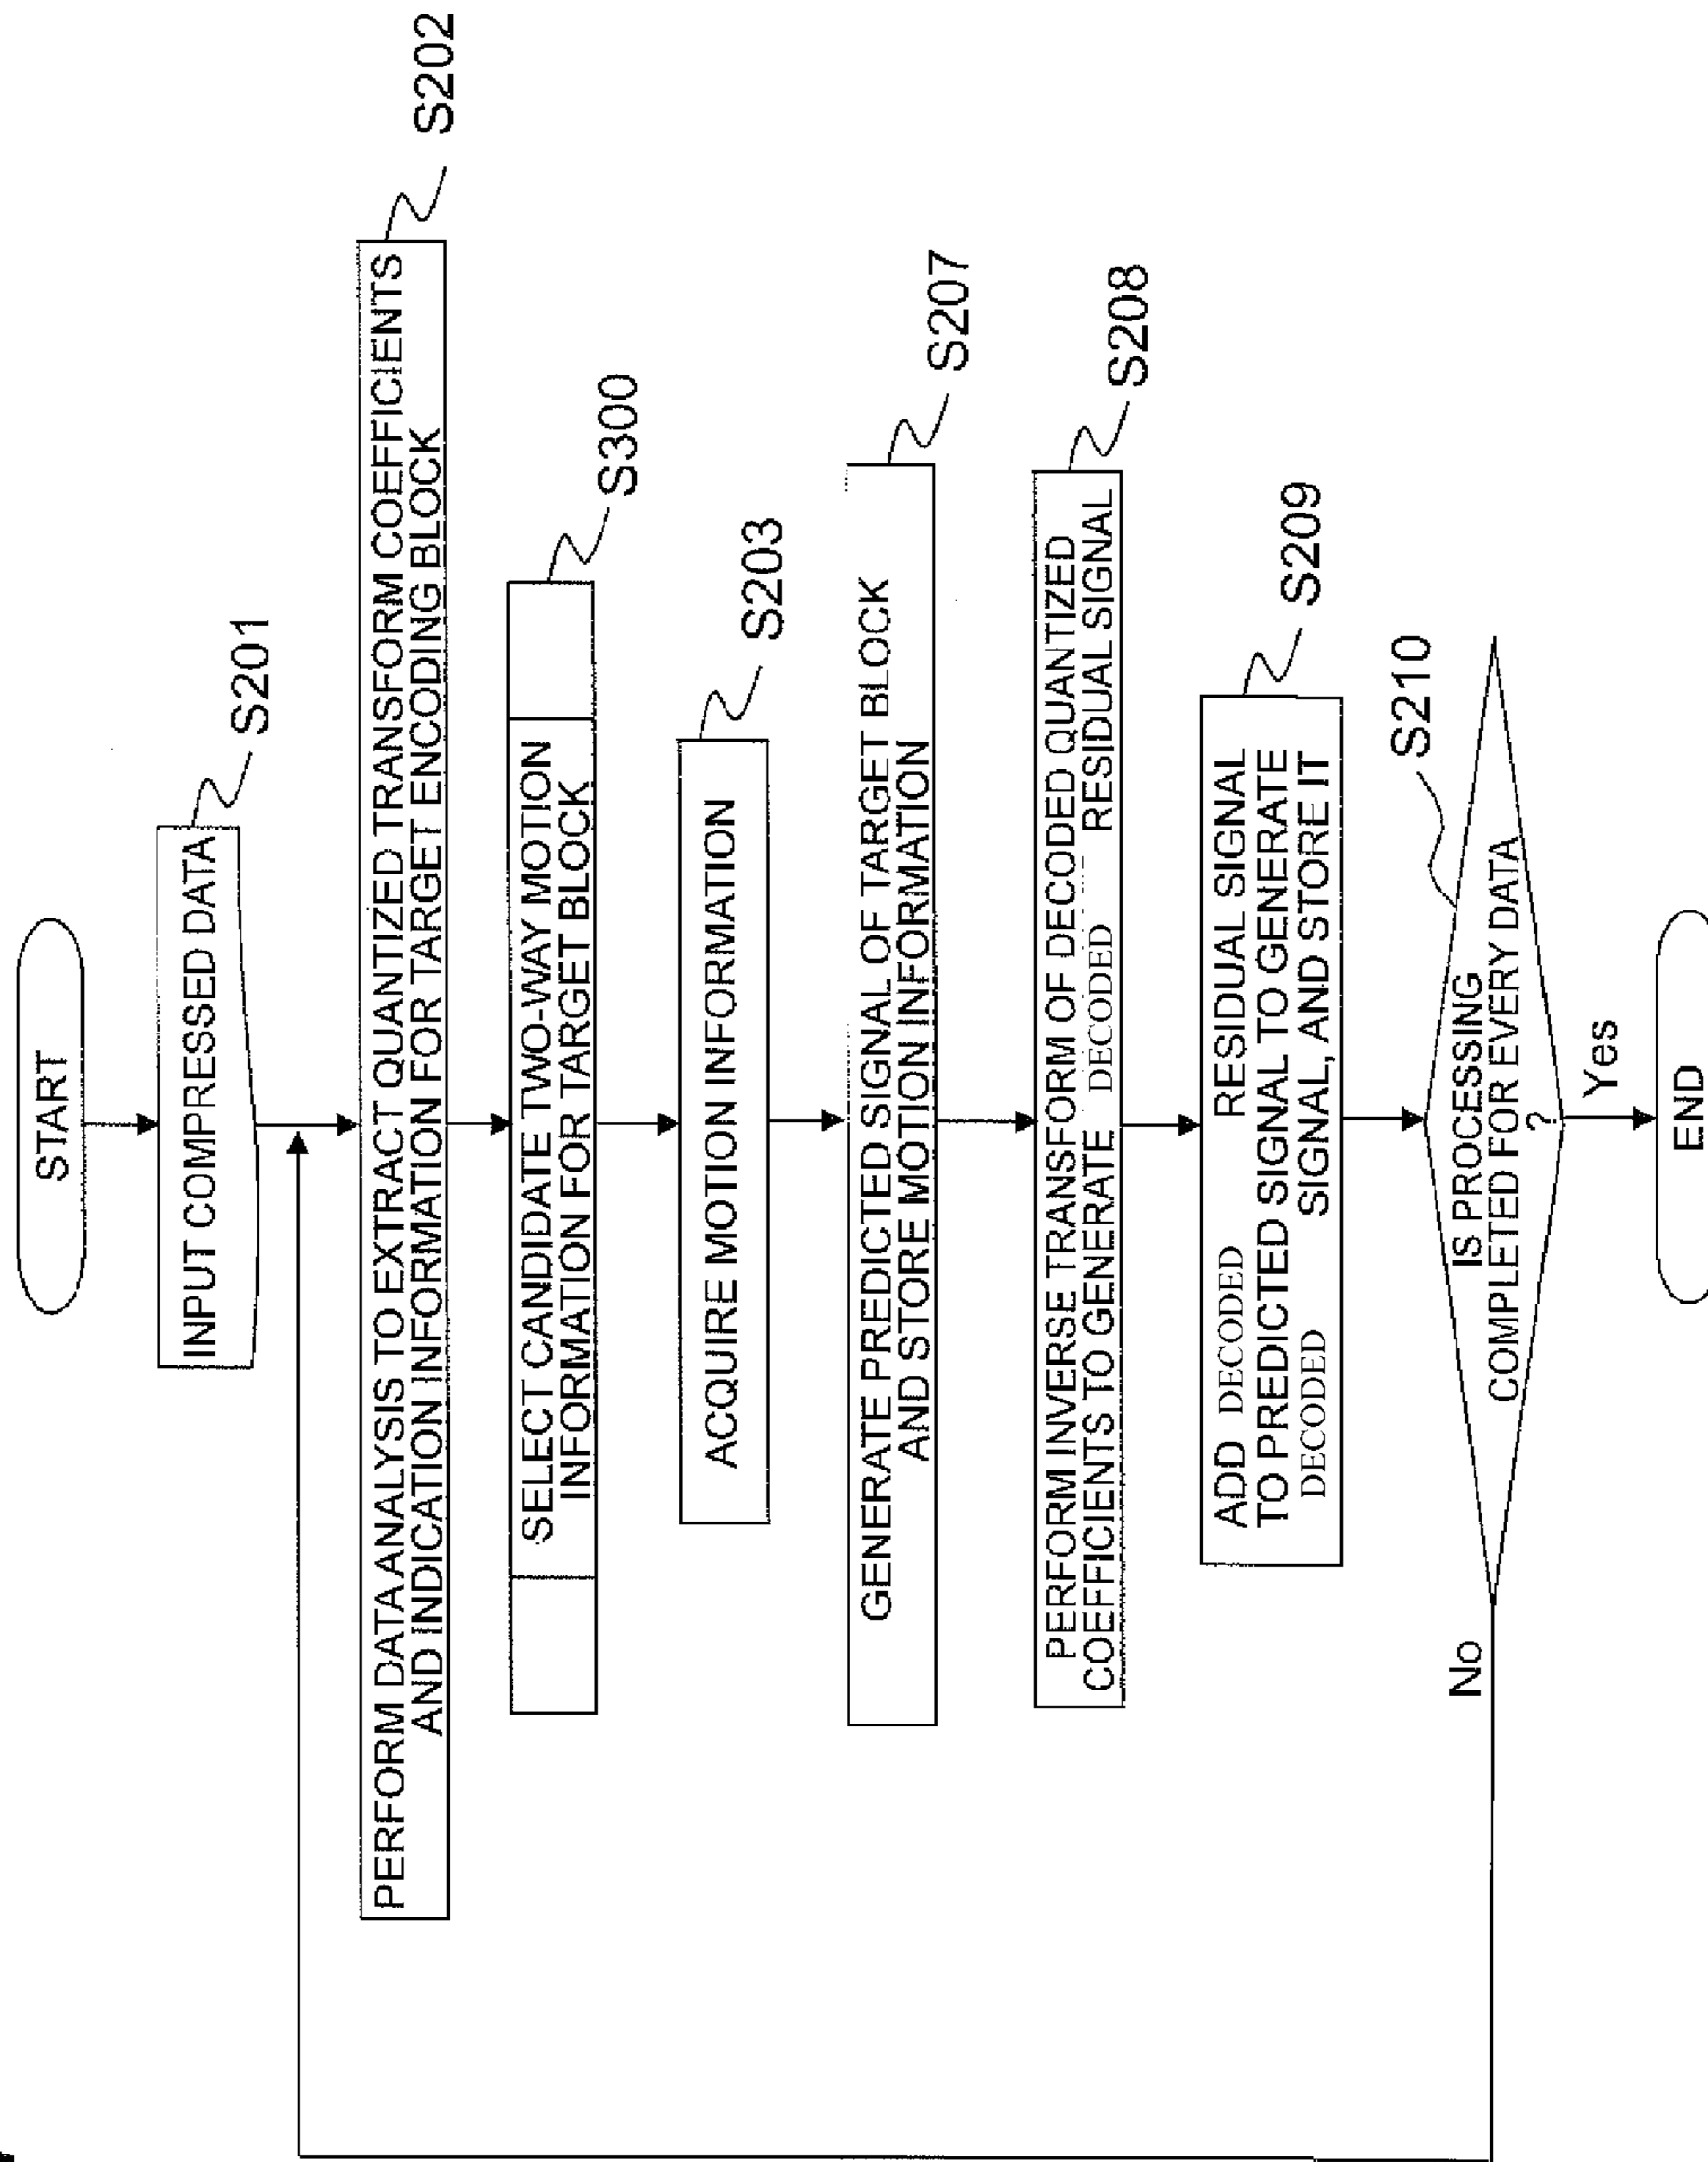 START
INPUT COMPRESSED DATA
S201
PERFORM DATA ANALYSIS TO EXTRACT QUANTIZED TRANSFORM COEFFICIENTS
AND INDICATION INFORMATION FOR TARGET ENCODING BLOCK
S202
SELECT CANDIDATE TWO-WAY MOTION
INFORMATION FOR TARGET BLOCK
S300
ACQUIRE MOTION INFORMATION
S203
GENERATE PREDICTED SIGNAL OF TARGET BLOCK
AND STORE MOTION INFORMATION
S207
PERFORM INVERSE TRANSFORM OF DECODED QUANTIZED
COEFFICIENTS TO GENERATE DECODED RESIDUAL SIGNAL
S208
ADD DECODED RESIDUAL SIGNAL
TO PREDICTED SIGNAL TO GENERATE
DECODED SIGNAL, AND STORE IT
S209
IS PROCESSING
COMPLETED FOR EVERY DATA
?
S210
No
Yes
END